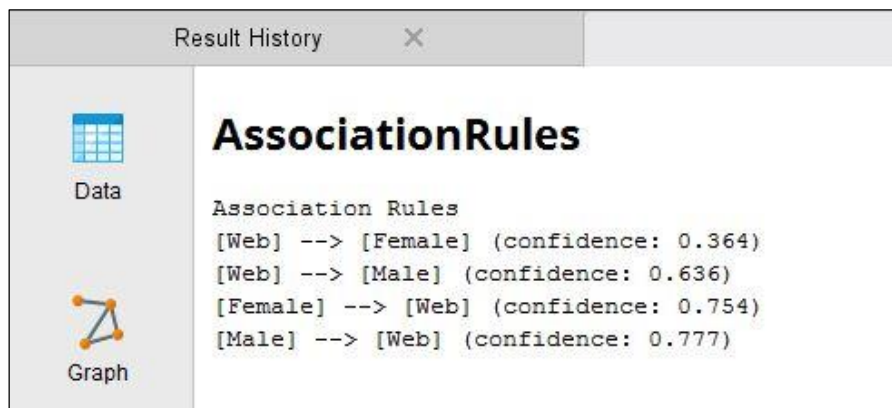 Result History
AssociationRules
Data
Association Rules
[Web] --> [Female] (confidence: 0.364)
[Web] --> [Male] (confidence: 0.636)
[Female] --> [Web] (confidence: 0.754)
[Male] --> [Web] (confidence: 0.777)
Graph